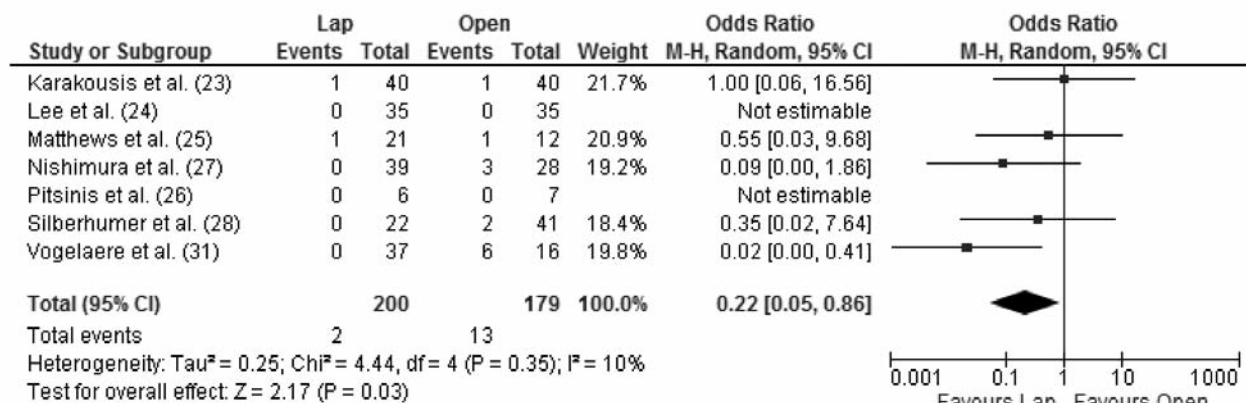 Lap Open Odds Ratio Odds Ratio
Study or Subgroup Events Total Events Total Weight M-H, Random, 95% CI M-H, Random, 95% CI
Karakousis et al. (23) 1 40 1 40 21.7% 1.00 [0.06, 16.56]
Lee et al. (24) 0 35 0 35 Not estimable
Matthews et al. (25) 1 21 1 12 20.9% 0.55 [0.03, 9.68]
Nishimura et al. (27) 0 39 3 28 19.2% 0.09 [0.00, 1.86]
Pitsinis et al. (26) 0 6 0 7 Not estimable
Silberhumer et al. (28) 0 22 2 41 18.4% 0.35 [0.02, 7.64]
Vogelaere et al. (31) 0 37 6 16 19.8% 0.02 [0.00, 0.41]
Total (95% CI) 200 179 100.0% 0.22 [0.05, 0.86]
Total events 2 13
Heterogeneity: Tau² = 0.25; Chi² = 4.44, df = 4 (P = 0.35); I² = 10%
Test for overall effect: Z = 2.17 (P = 0.03)
0.001 0.1 1 10 1000
Favours Lap Favours Open